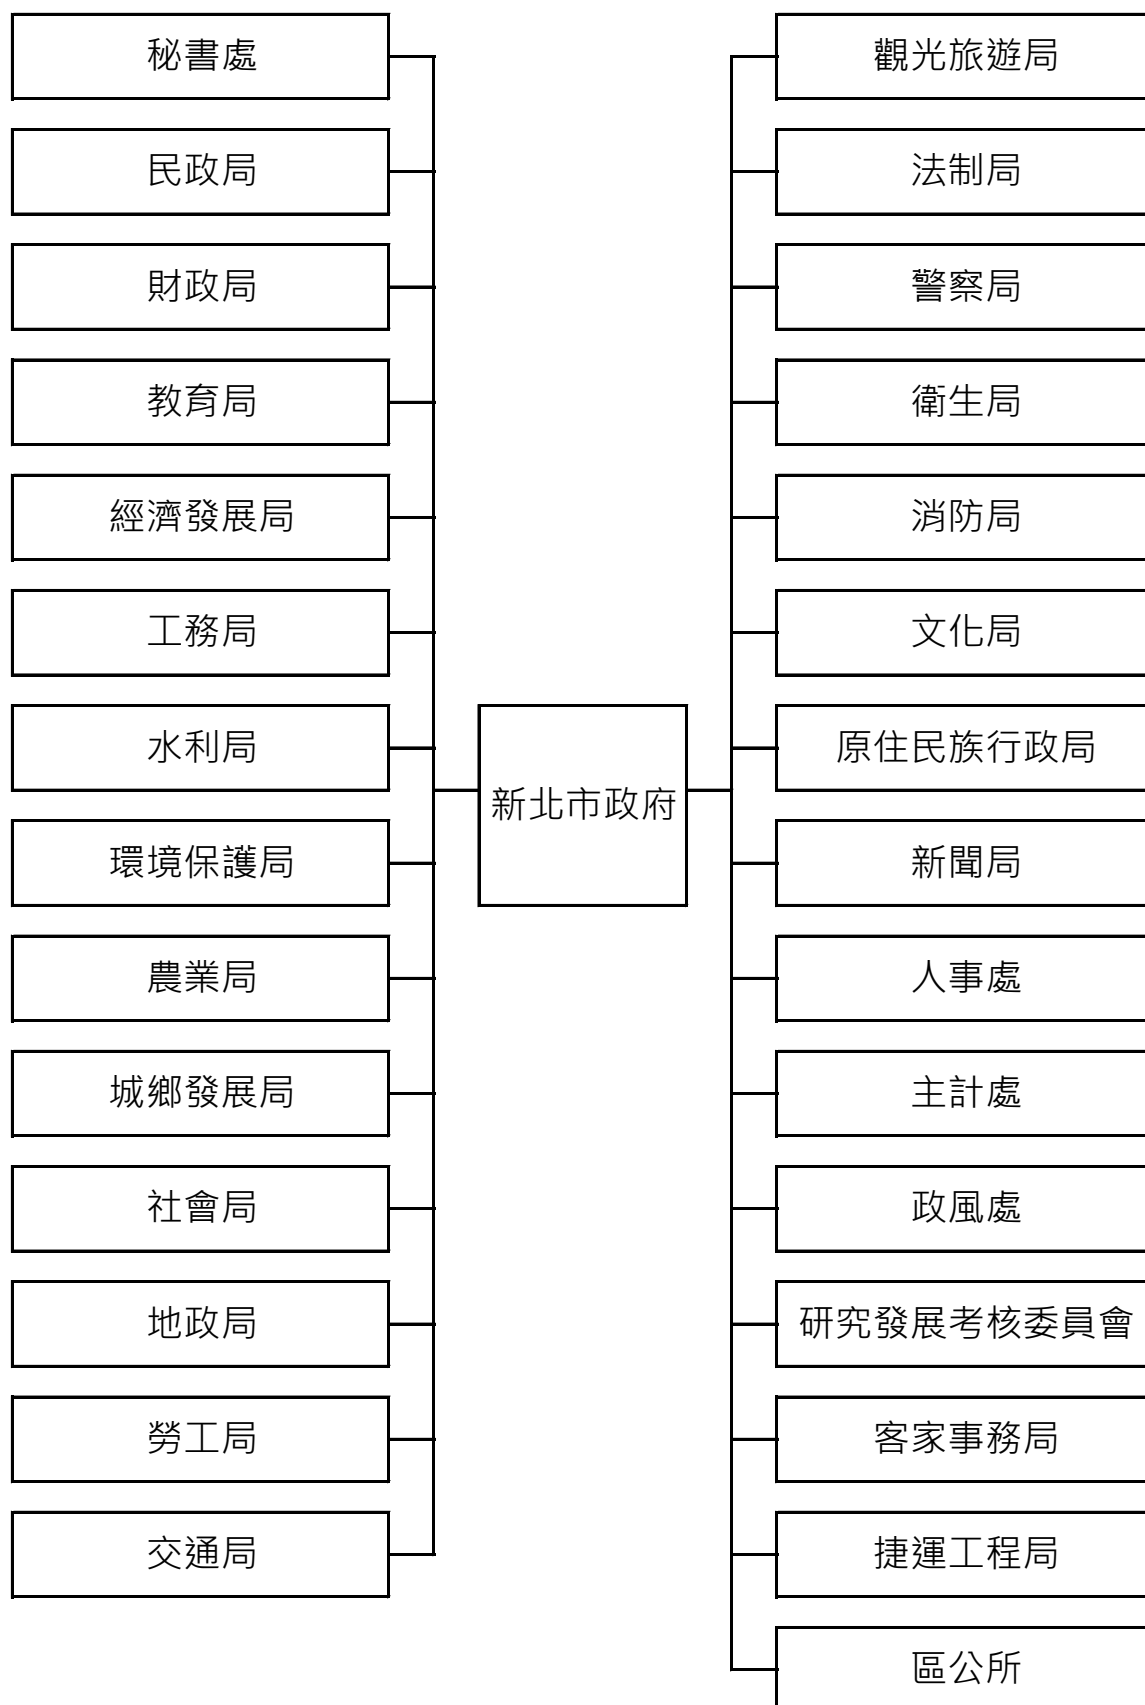 秘書處
民政局
財政局
教育局
經濟發展局
工務局
水利局
環境保護局
農業局
城鄉發展局
社會局
地政局
勞工局
交通局
新北市政府
觀光旅遊局
法制局
警察局
衛生局
消防局
文化局
原住民族行政局
新聞局
人事處
主計處
政風處
研究發展考核委員會
客家事務局
捷運工程局
區公所